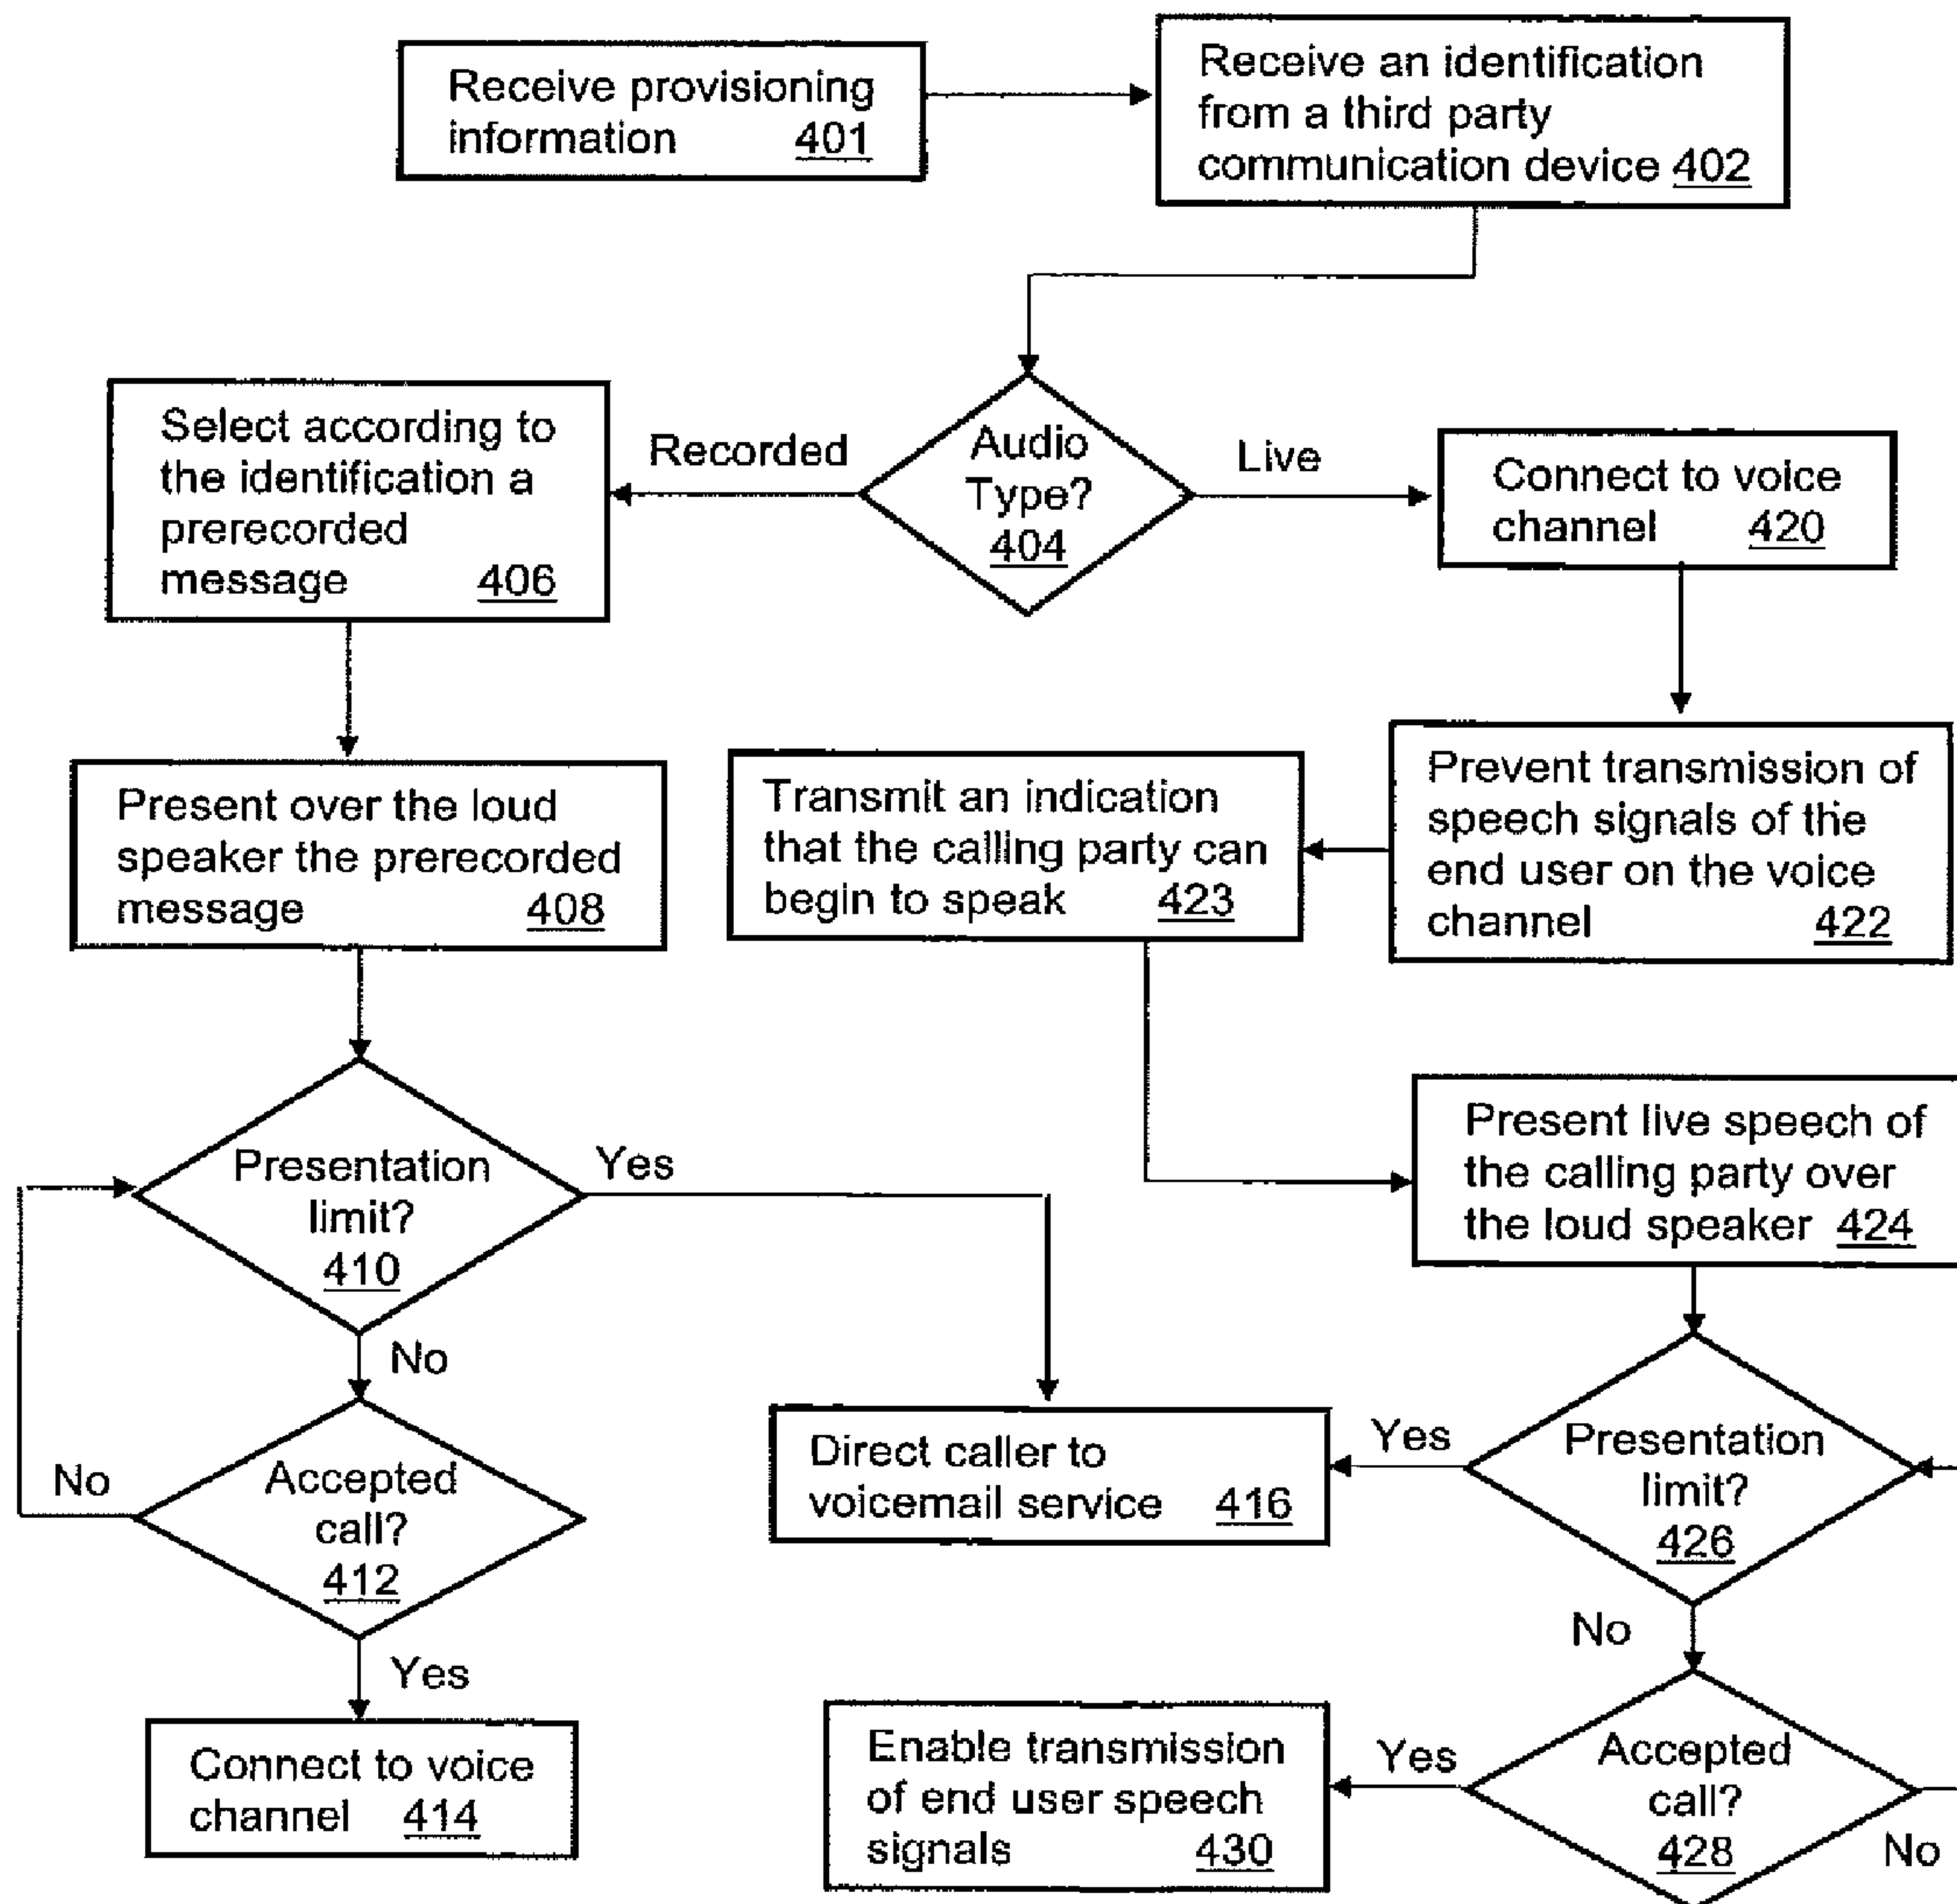 Receive provisioning
information 401
Receive an identification
from a third party
communication device 402
Audio
Type?
404
Recorded
Live
Select according to
the identification a
prerecorded
message 406
Connect to voice
channel 420
Present over the loud
speaker the prerecorded
message 408
Transmit an indication
that the calling party can
begin to speak 423
Prevent transmission of
speech signals of the
end user on the voice
channel 422
Presentation
limit?
410
Yes
No
Present live speech of
the calling party over
the loud speaker 424
Accepted
call?
412
No
Yes
Direct caller to
voicemail service 416
Yes
Presentation
limit?
426
No
Connect to voice
channel 414
Enable transmission
of end user speech
signals 430
Yes
Accepted
call?
428
No